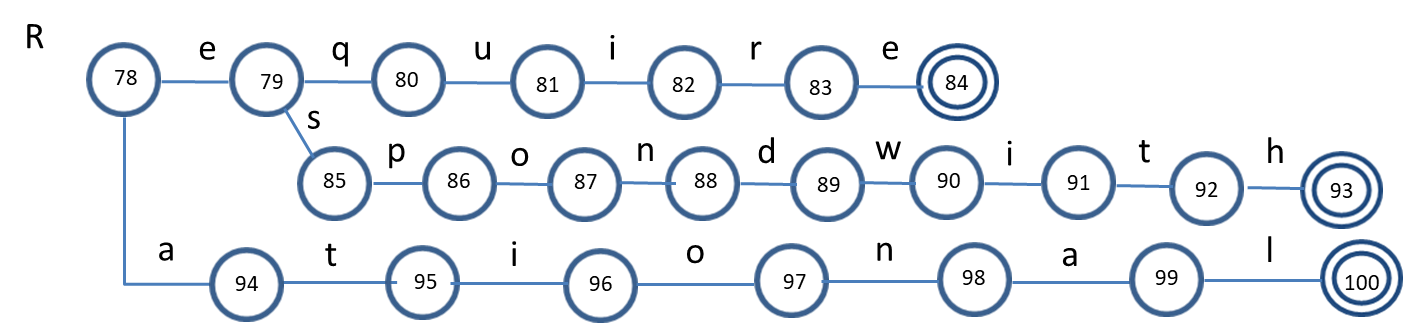 R e q u i r e
78 79 80 81 82 83 84
s p o n d w i t h
85 86 87 88 89 90 91 92 93
a t i o n a l
94 95 96 97 98 99 100